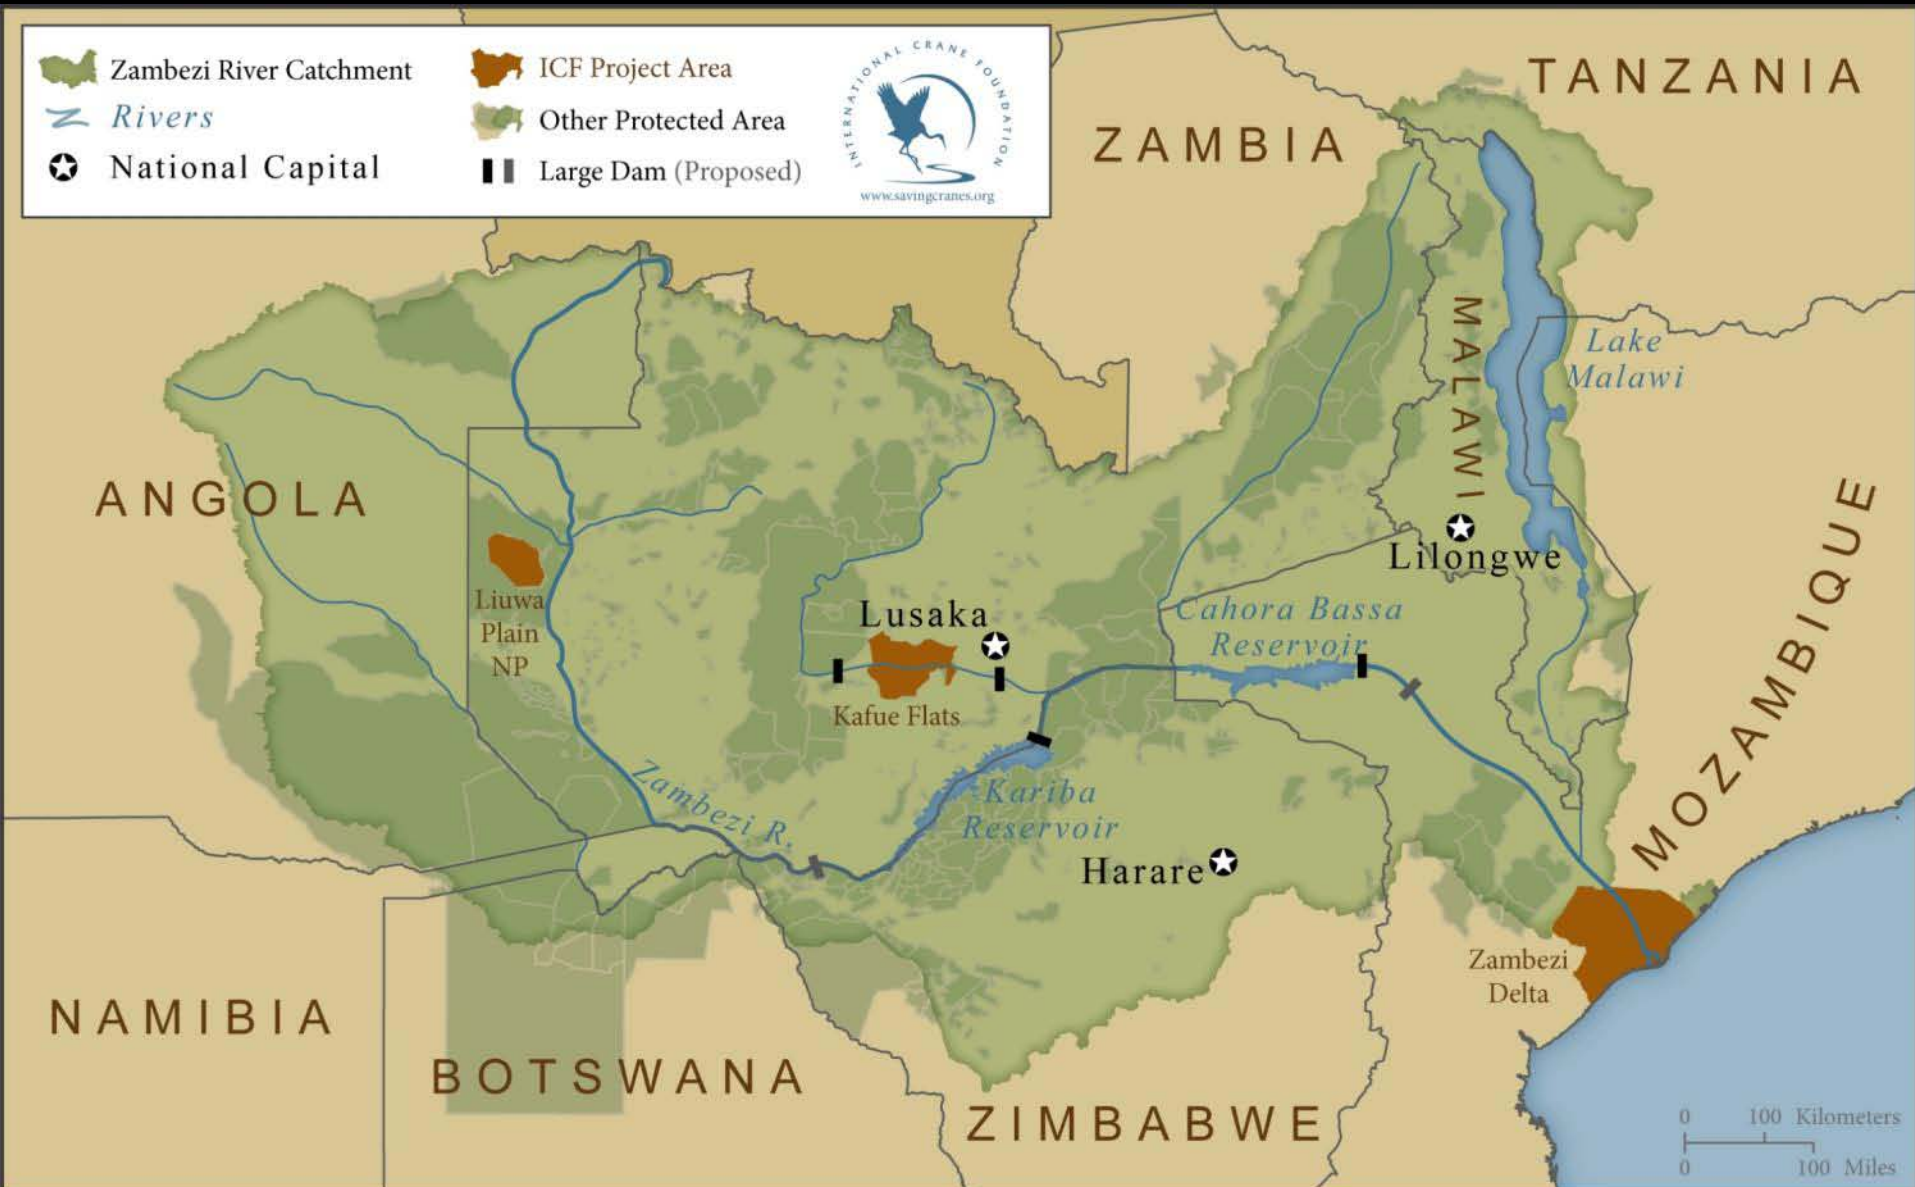 Zambezi River Catchment
Rivers
National Capital
ICF Project Area
Other Protected Area
Large Dam (Proposed)
INTERNATIONAL CRANE FOUNDATION
www.savingcranes.org
TANZANIA
ZAMBIA
MALAWI
Lake
Malawi
ANGOLA
Lilongwe
MOZAMBIQUE
Liuwa
Plain
NP
Lusaka
Cahora Bassa
Reservoir
Kafue Flats
Zambezi R.
Kariba
Reservoir
Harare
Zambezi
Delta
NAMIBIA
BOTSWANA
ZIMBABWE
0 100 Kilometers
0 100 Miles